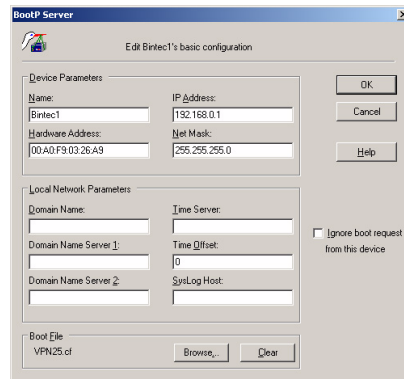 BootP Server
Edit Bintec1's basic configuration
Device Parameters
Name:
IP Address:
Bintec1
192.168.0.1
Hardware Address:
Net Mask:
00:A0:F9:03:26:A9
255.255.255.0
OK
Cancel
Help
Local Network Parameters
Domain Name:
Time Server:
Domain Name Server 1:
Time Offset:
0
Domain Name Server 2:
SysLog Host:
Ignore boot request
from this device
Boot File
VPN25.cf
Browse...
Clear